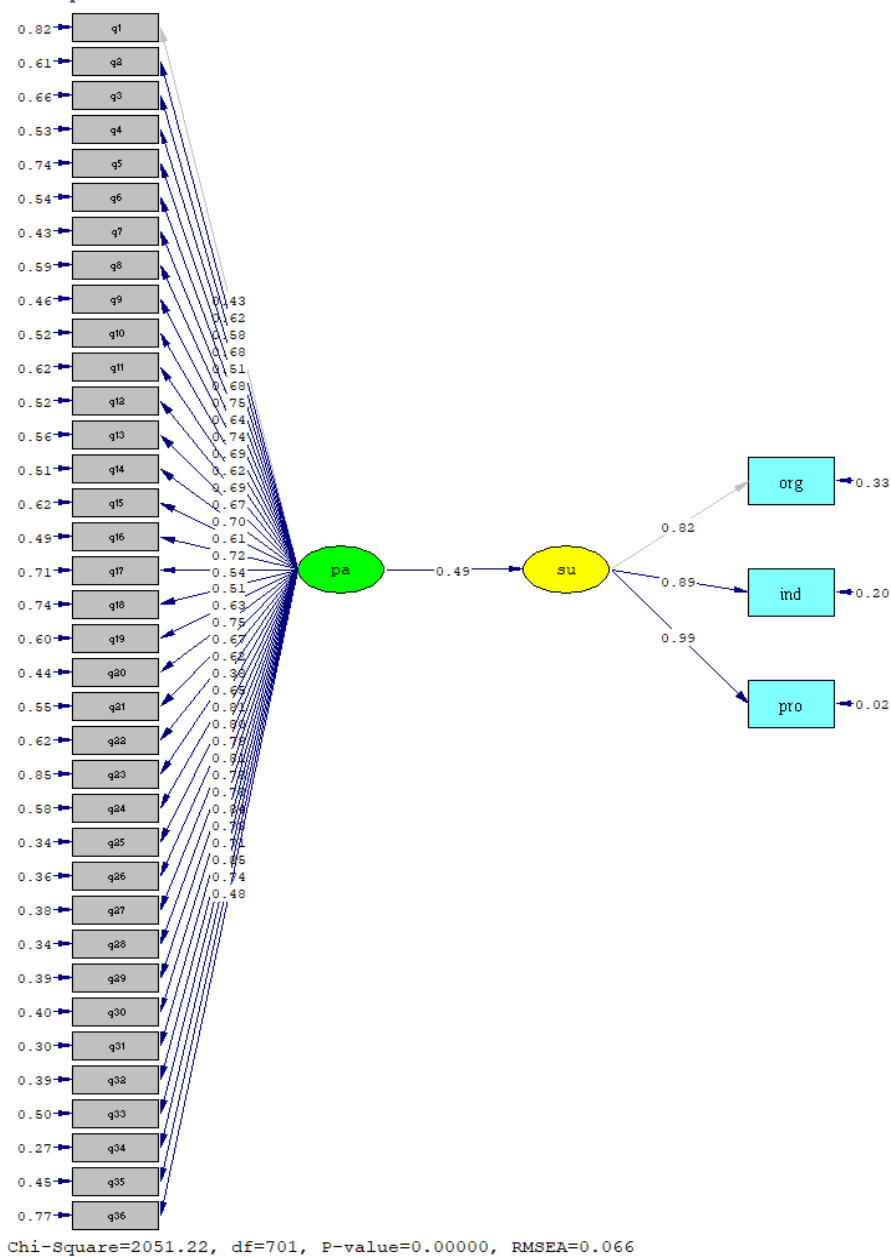 0.82 q1
0.61 q2
0.66 q3
0.53 q4
0.74 q5
0.54 q6
0.43 q7
0.59 q8
0.46 q9
0.52 q10
0.62 q11
0.52 q12
0.56 q13
0.51 q14
0.62 q15
0.49 q16
0.71 q17
0.74 q18
0.60 q19
0.44 q20
0.55 q21
0.62 q22
0.85 q23
0.58 q24
0.34 q25
0.36 q26
0.38 q27
0.34 q28
0.39 q29
0.40 q30
0.30 q31
0.39 q32
0.50 q33
0.27 q34
0.45 q35
0.77 q36
0.43
0.62
0.58
0.68
0.51
0.68
0.75
0.64
0.74
0.69
0.62
0.69
0.67
0.70
0.61
0.72
0.54
0.51
0.63
0.75
0.67
0.62
0.65
0.81
0.80
0.81
0.84
0.71
0.85
0.74
0.48
pa
0.49
su
0.82
0.89
0.99
org 0.33
ind 0.20
pro 0.02
Chi-Square=2051.22, df=701, P-value=0.00000, RMSEA=0.066